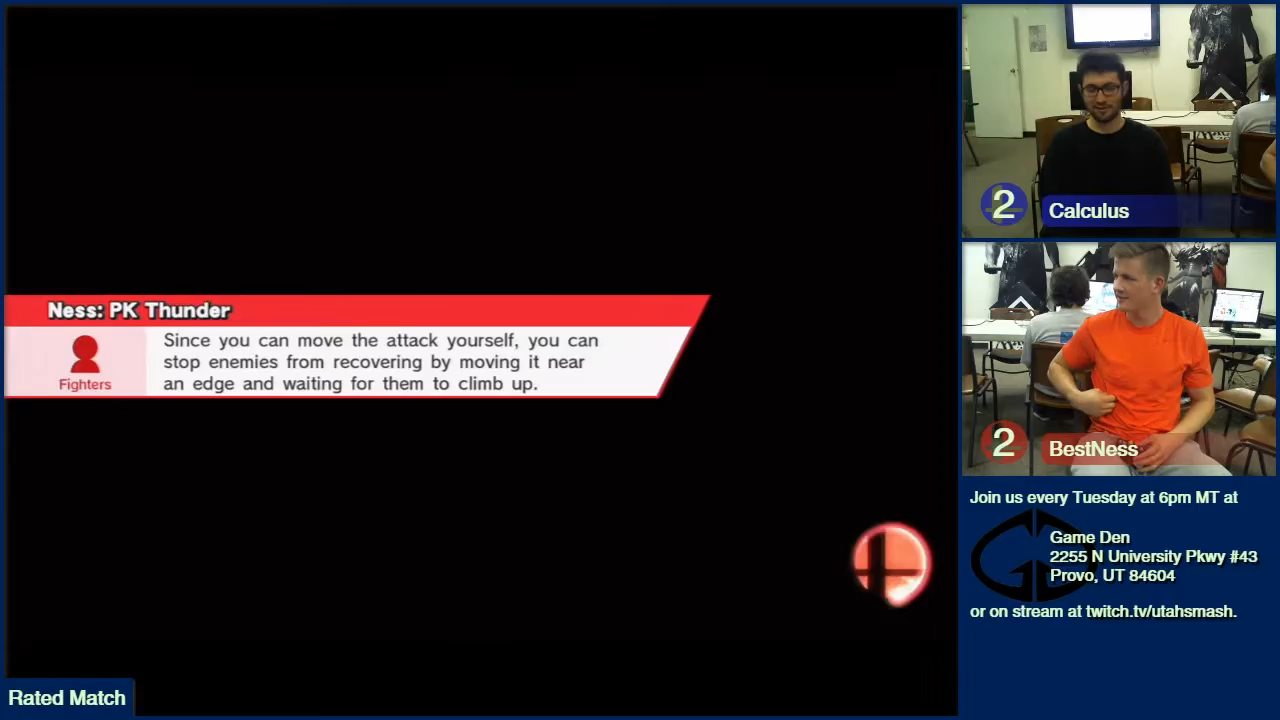 Ness: PK Thunder
Fighters
Since you can move the attack yourself, you can
stop enemies from recovering by moving it near
an edge and waiting for them to climb up.
2
Calculus
2
BestNess
Join us every Tuesday at 6pm MT at
Game Den
2255 N University Pkwy #43
Provo, UT 84604
or on stream at twitch.tv/utahsmash.
Rated Match